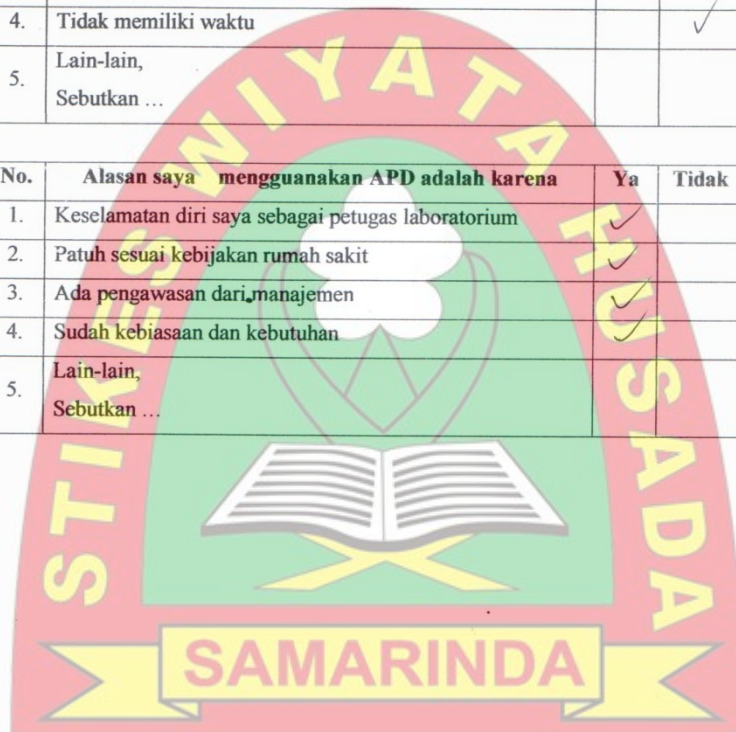 4. Tidak memiliki waktu ✓
5. Lain-lain,
Sebutkan ...
No. Alasan saya mengguanakan APD adalah karena Ya Tidak
1. Keselamatan diri saya sebagai petugas laboratorium ✓
2. Patuh sesuai kebijakan rumah sakit ✓
3. Ada pengawasan dari manajemen ✓
4. Sudah kebiasaan dan kebutuhan ✓
5. Lain-lain,
Sebutkan ...
STIKES WIYATA HUSADA
SAMARINDA